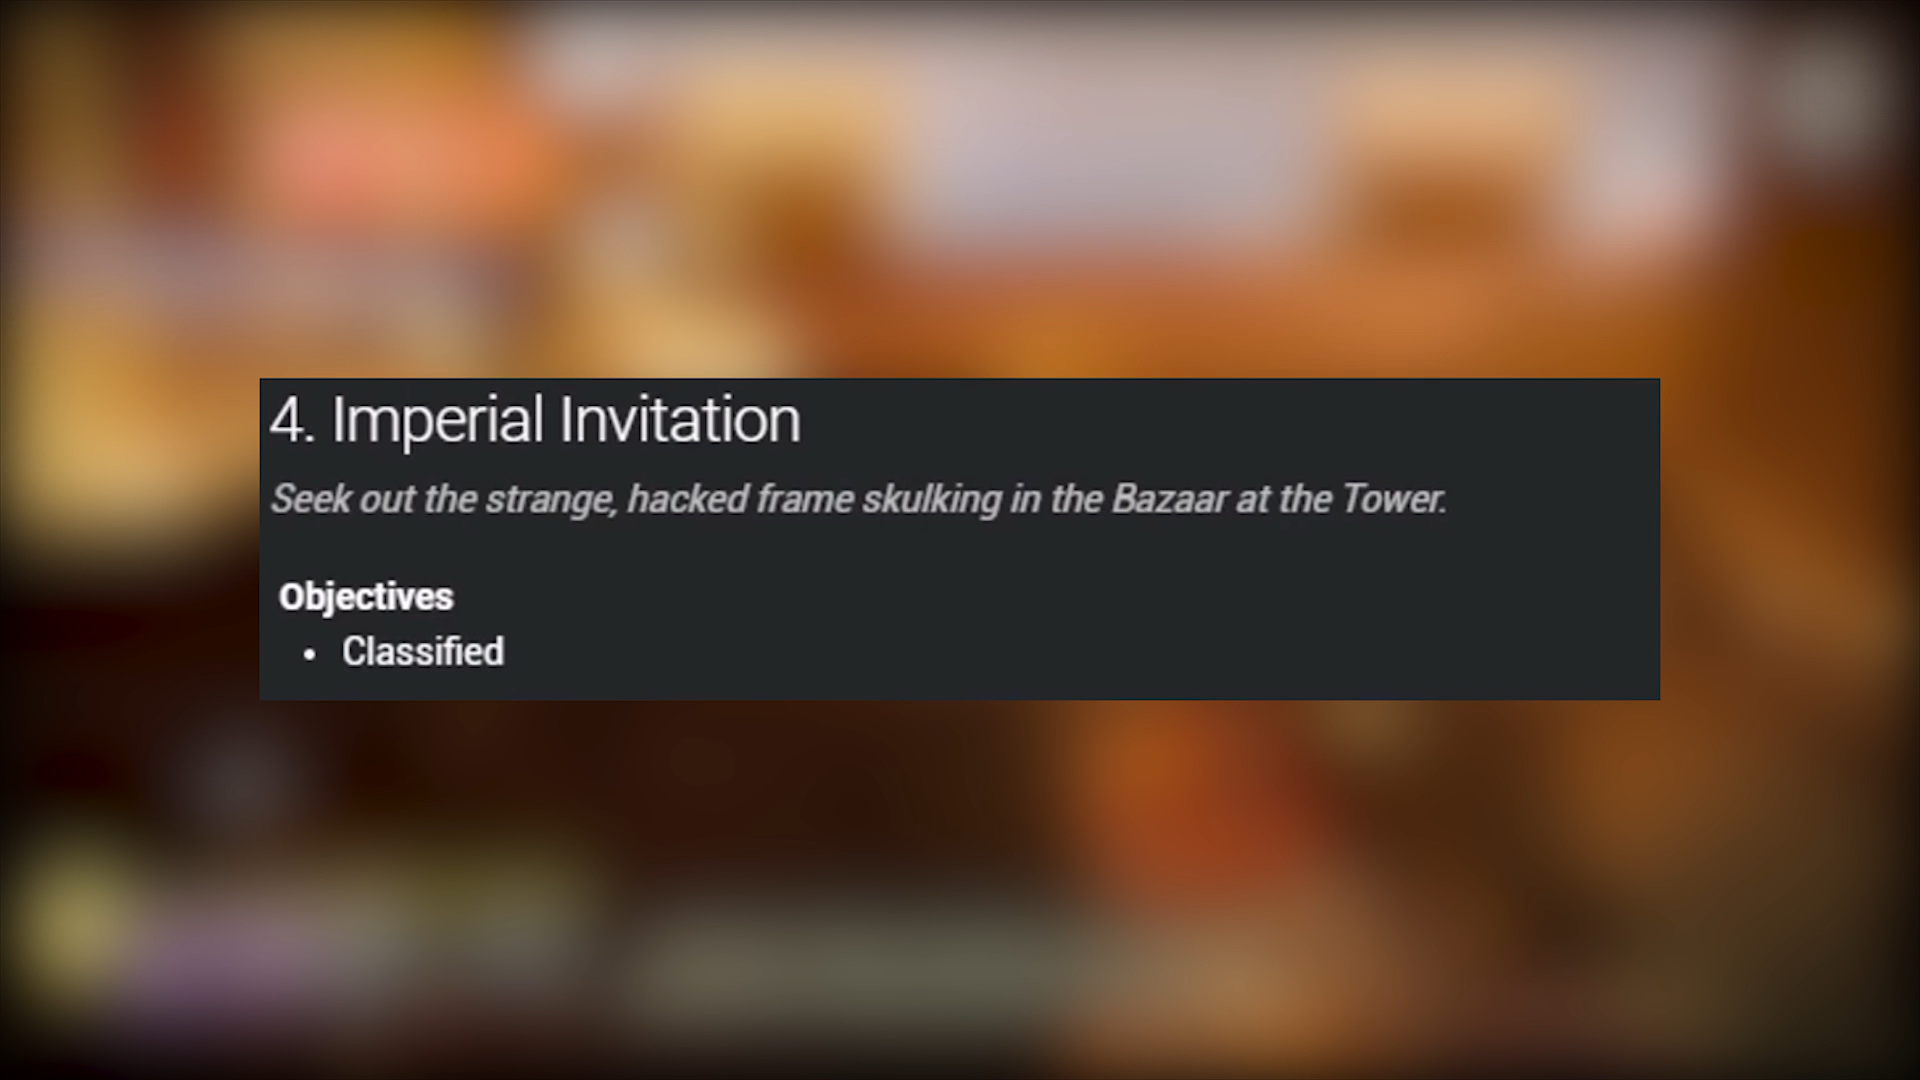 4. Imperial Invitation
Seek out the strange, hacked frame skulking in the Bazaar at the Tower.
Objectives
• Classified